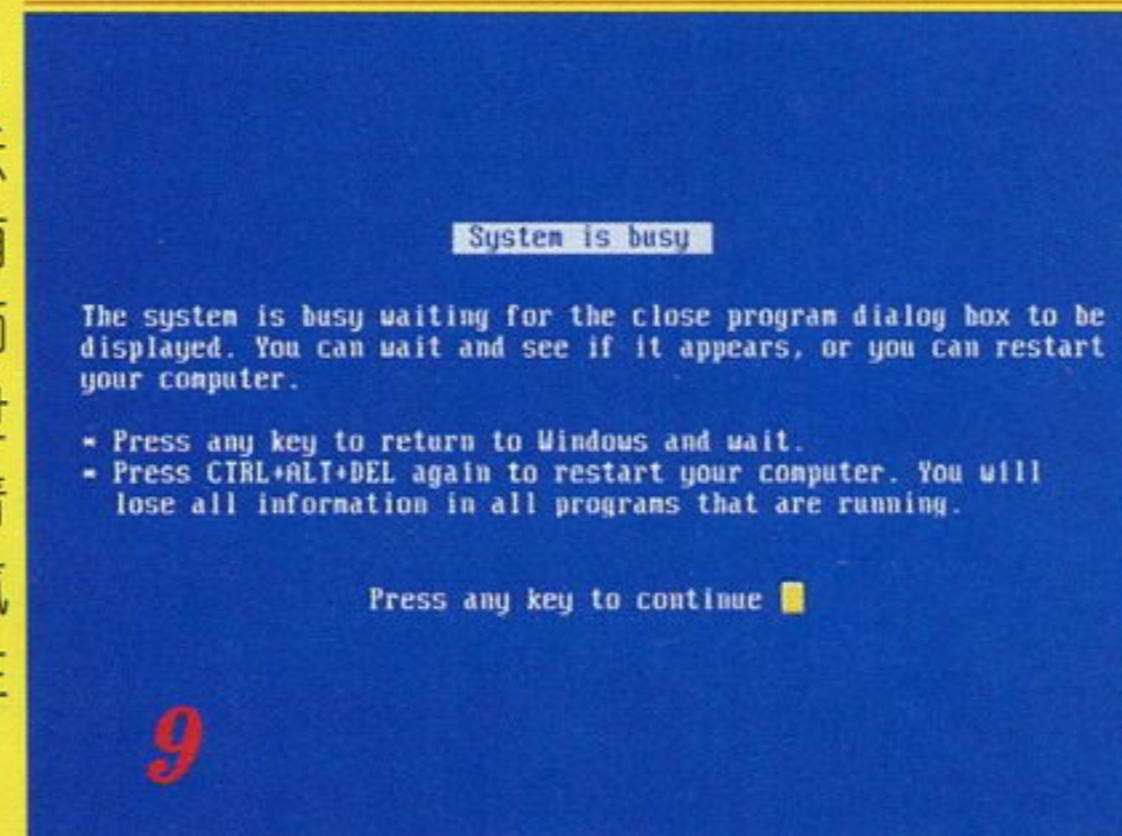 System is busy
The system is busy waiting for the close program dialog box to be
displayed. You can wait and see if it appears, or you can restart
your computer.
* Press any key to return to Windows and wait.
* Press CTRL+ALT+DEL again to restart your computer. You will
lose all information in all programs that are running.
Press any key to continue
9